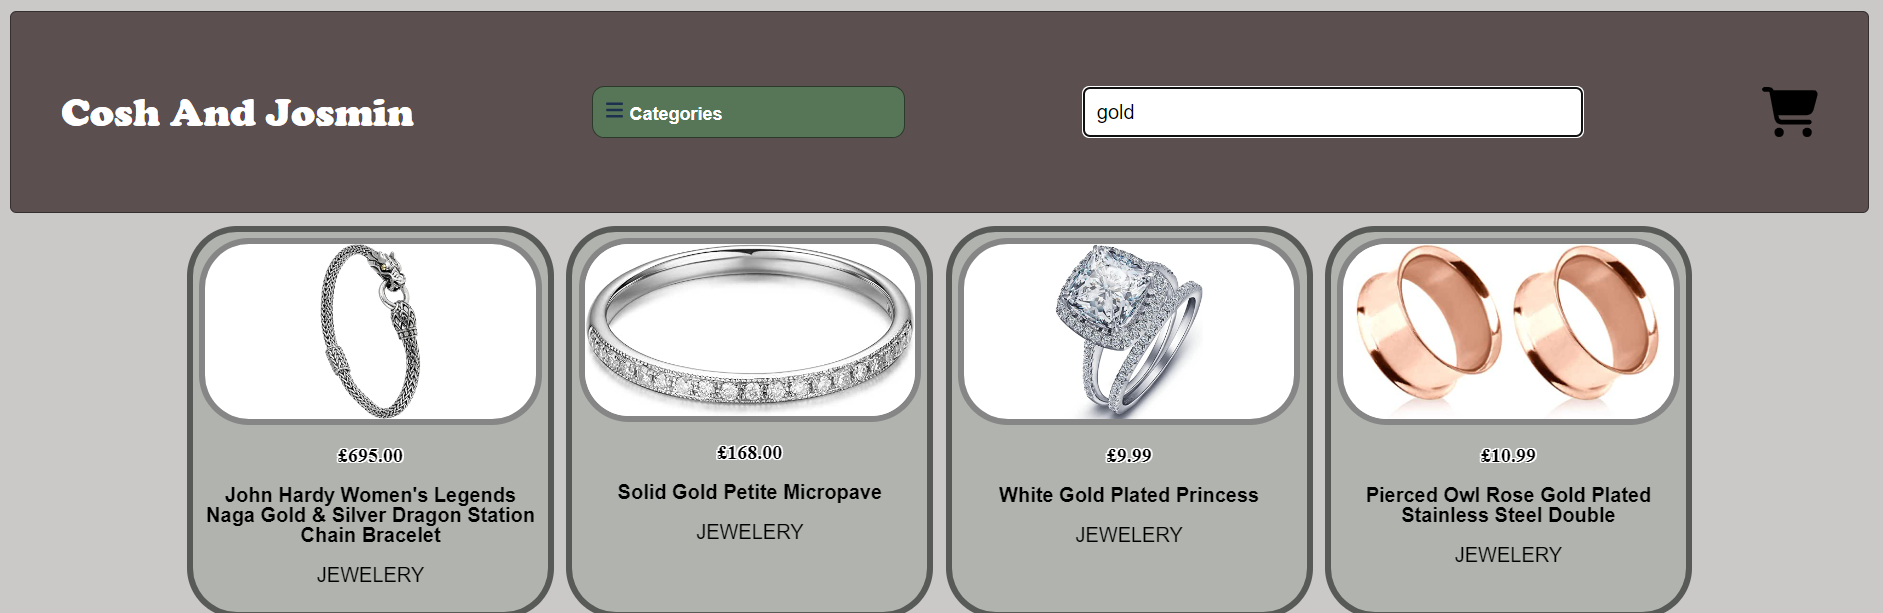 Cosh And Josmin
Categories
gold
£695.00
John Hardy Women's Legends
Naga Gold & Silver Dragon Station
Chain Bracelet
JEWELERY
£168.00
Solid Gold Petite Micropave
JEWELERY
£9.99
White Gold Plated Princess
JEWELERY
£10.99
Pierced Owl Rose Gold Plated
Stainless Steel Double
JEWELERY